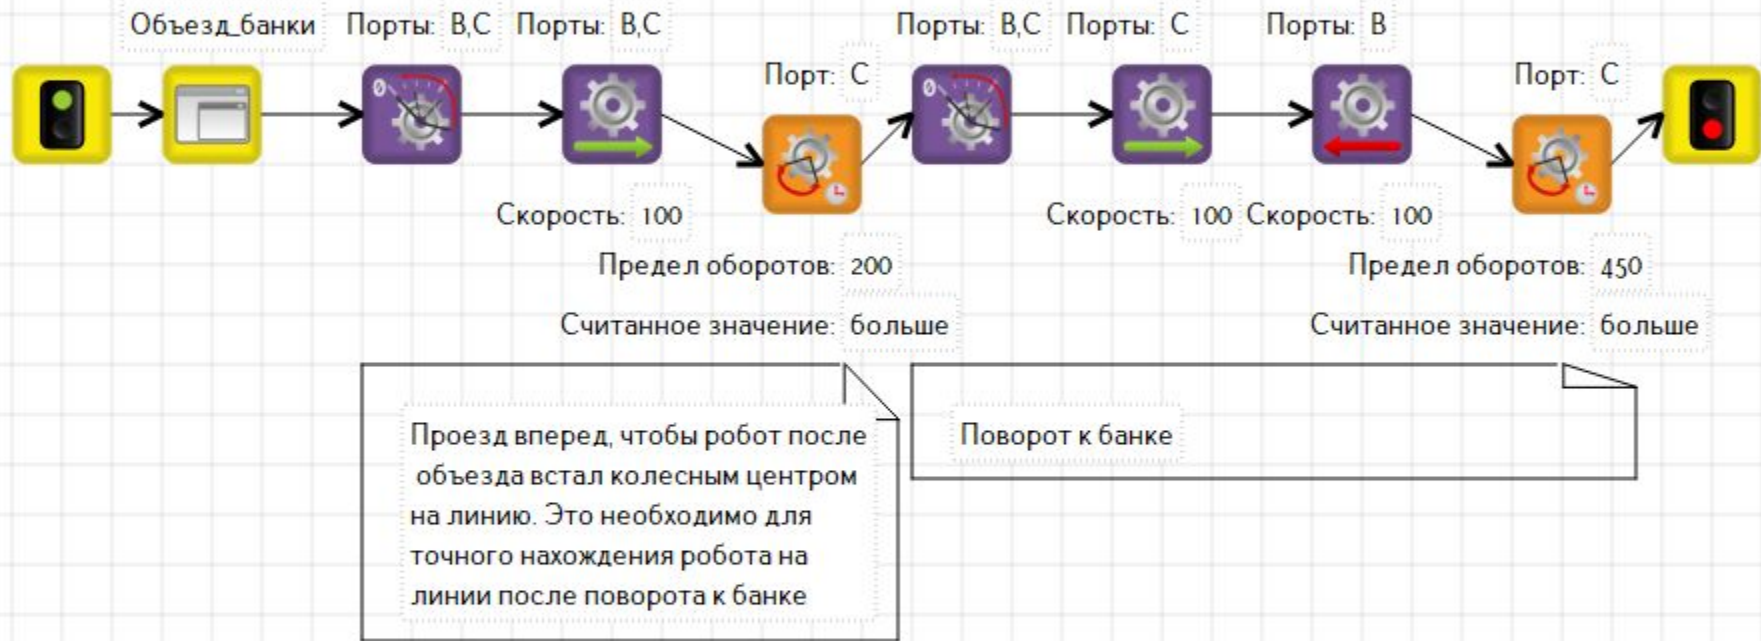 Объезд_банки Порты: B,C Порты: B,C Порты: B,C Порты: C Порты: B
Порт: C Порт: C
0 0
Скорость: 100 Скорость: 100 Скорость: 100
Предел оборотов: 200 Предел оборотов: 450
Считанное значение: больше Считанное значение: больше
Проезд вперед, чтобы робот после
объезда встал колесным центром
на линию. Это необходимо для
точного нахождения робота на
линии после поворота к банке
Поворот к банке